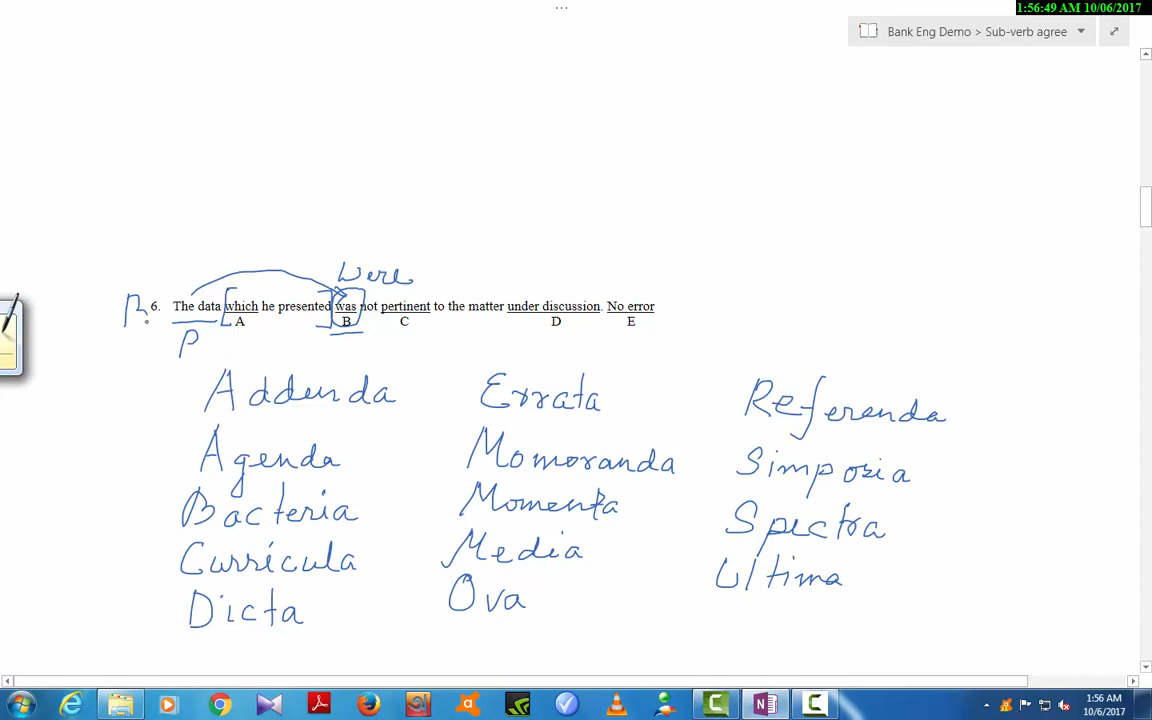 1:56:49 AM 10/06/2017
Bank Eng Demo > Sub-verb agree
Were
B
6. The data which he presented was not pertinent to the matter under discussion. No error
A B C D E
P
Addenda Errata Referenda
Agenda Momoranda Simposia
Bacteria Momenta Spectra
Curricula Media Ultima
Dicta Ova
1:56 AM
10/6/2017